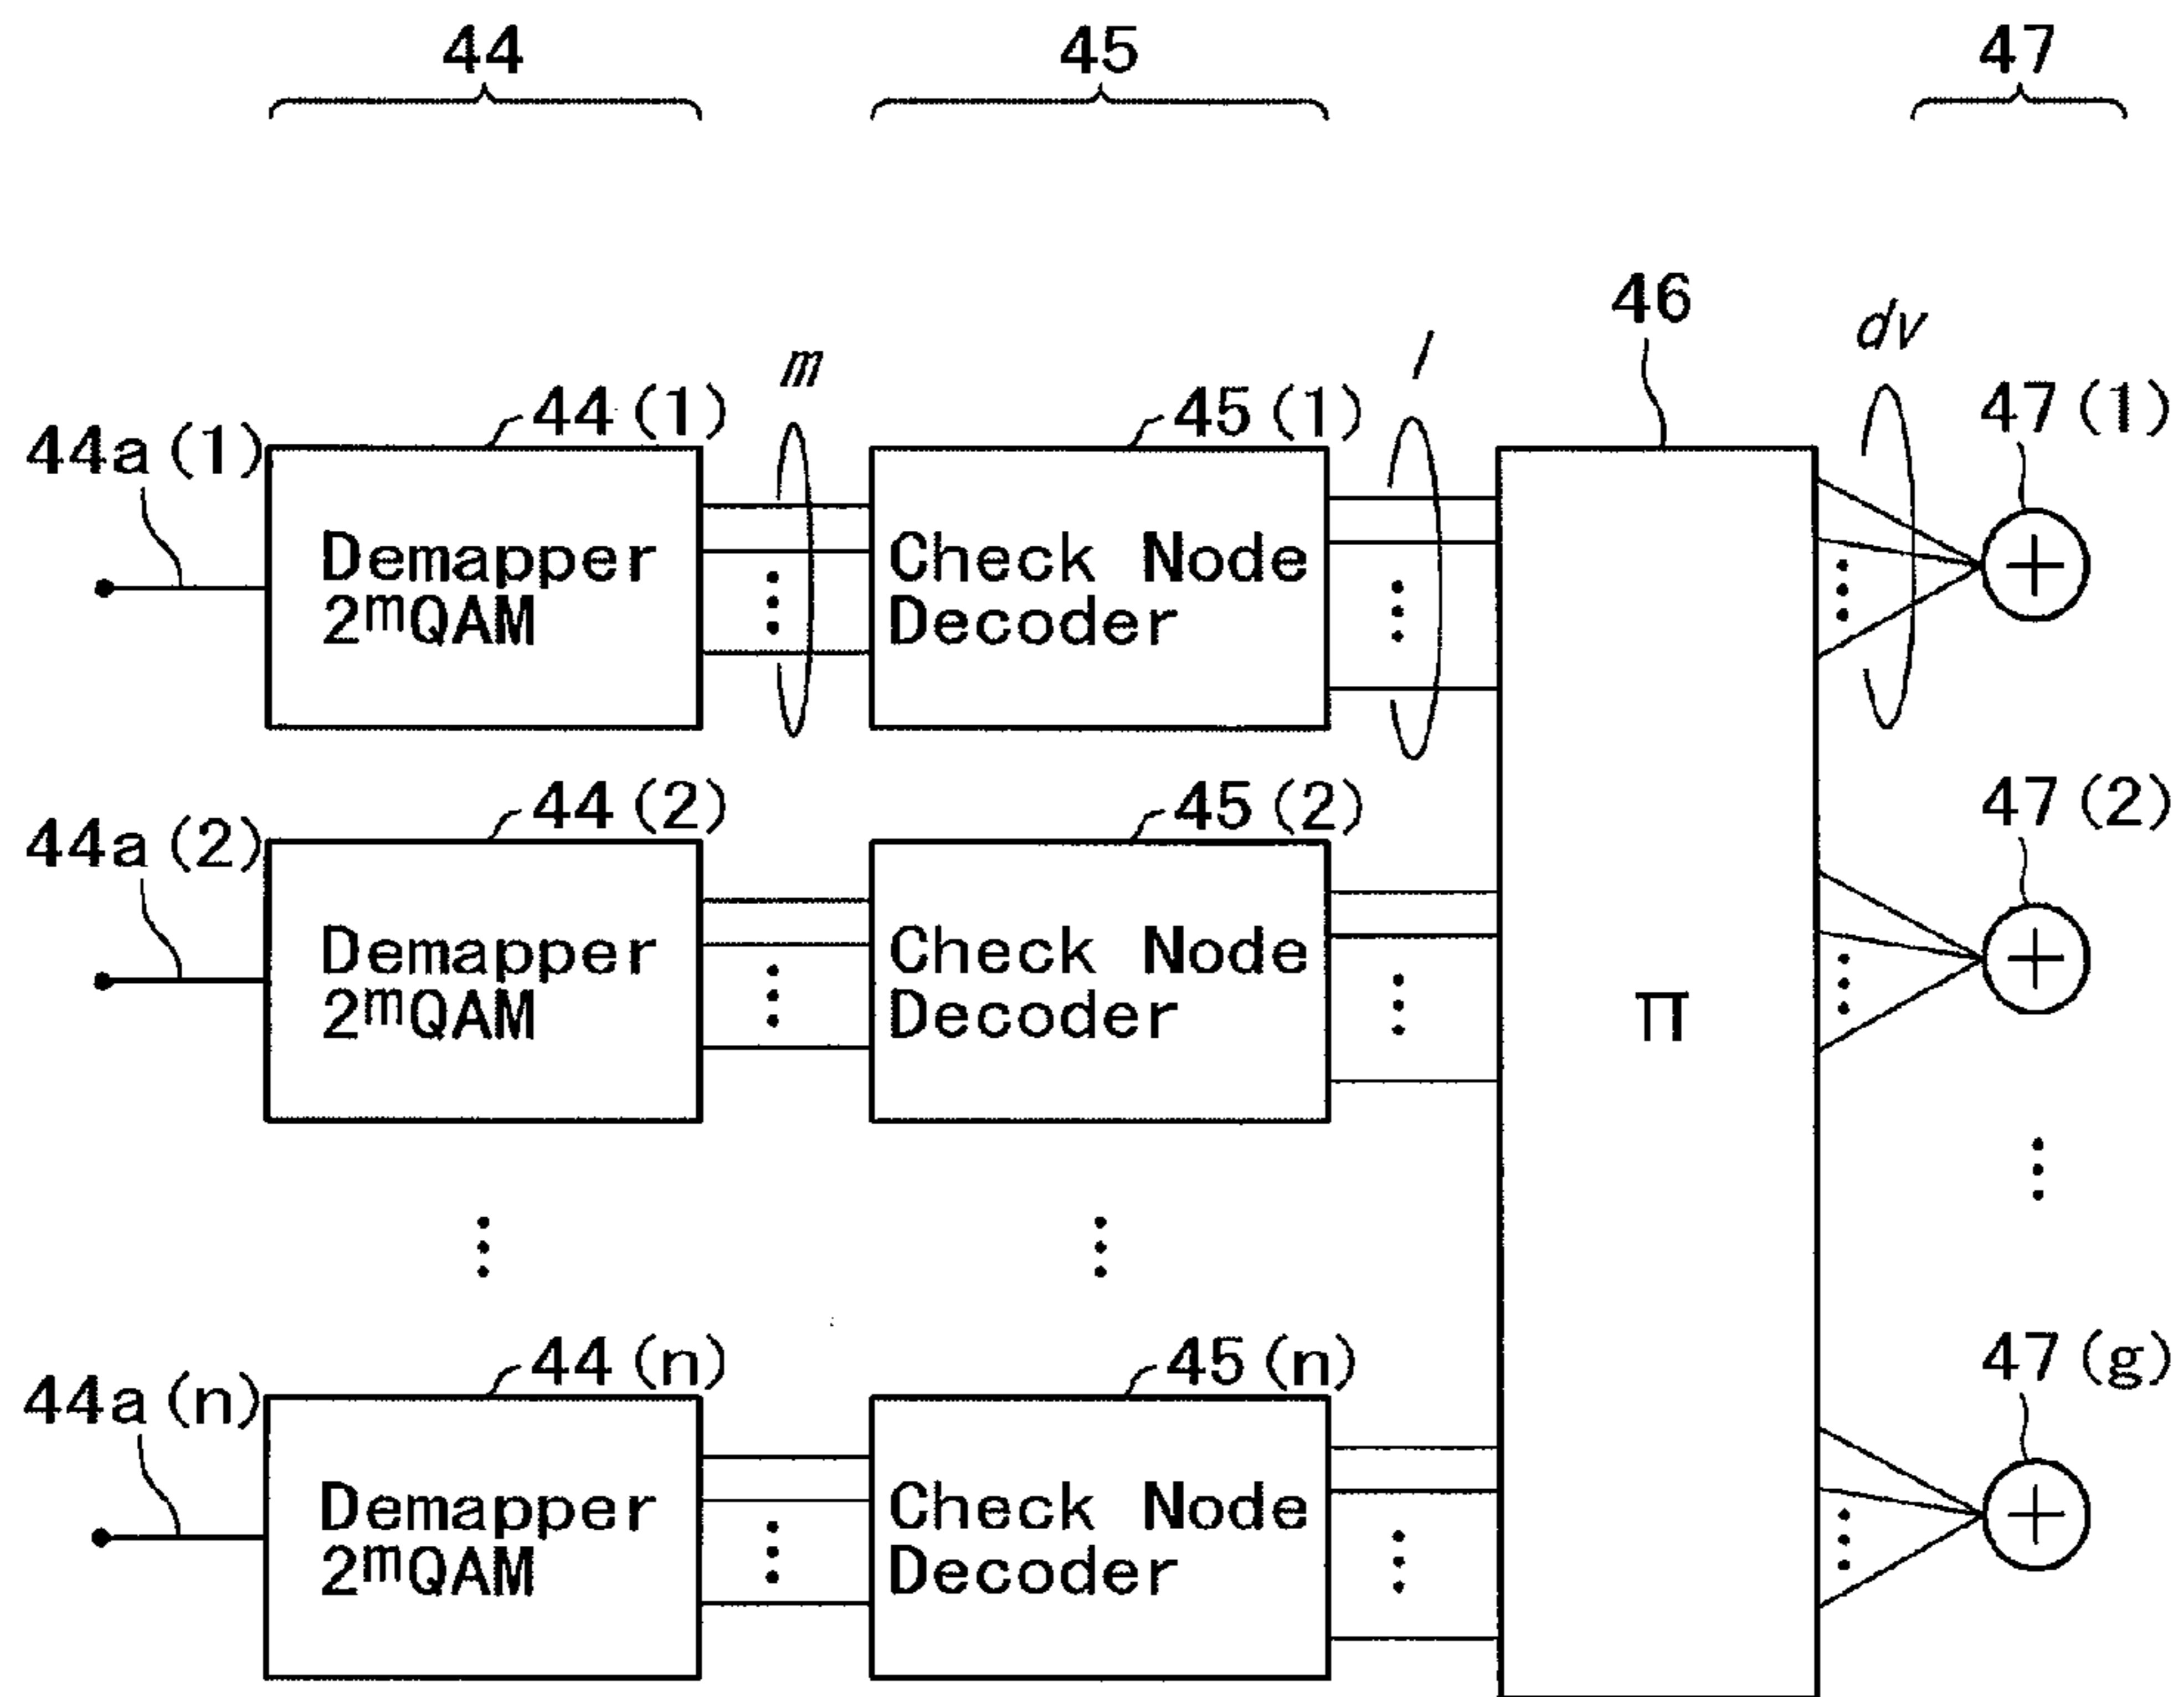 44 45 47
46
m l dv
44a(1) 44(1) 45(1) 47(1)
Demapper Check Node
2mQAM Decoder
44a(2) 44(2) 45(2) 47(2)
Demapper Check Node
2mQAM Decoder
Π
44a(n) 44(n) 45(n) 47(g)
Demapper Check Node
2mQAM Decoder